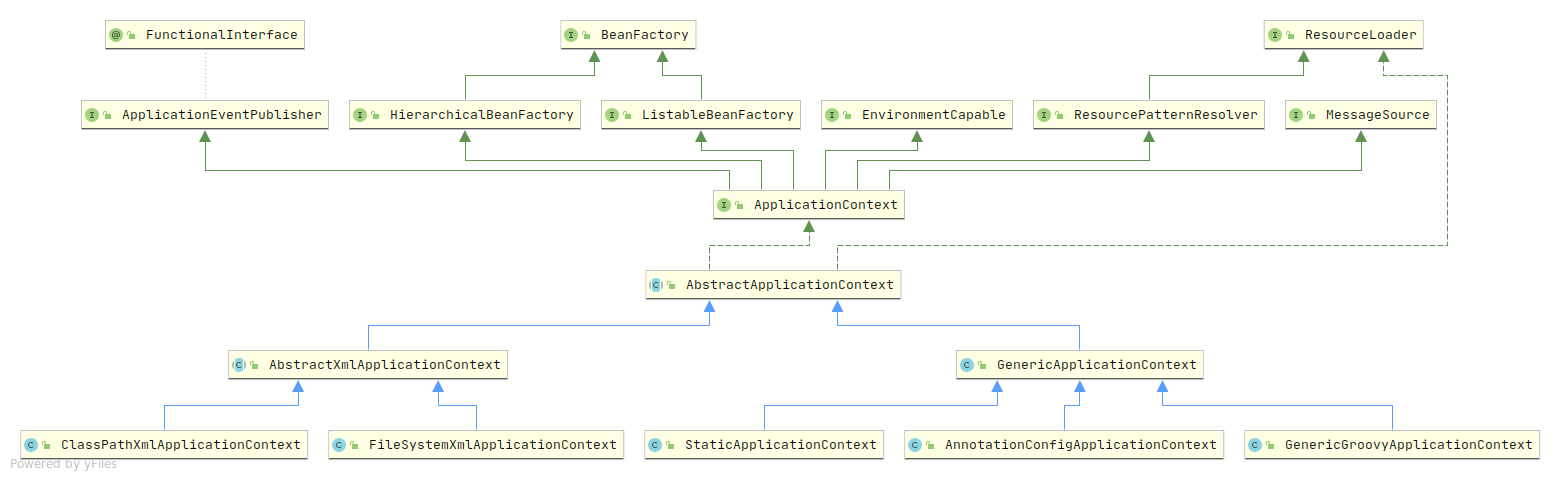 FunctionalInterface
BeanFactory
ResourceLoader
ApplicationEventPublisher
HierarchicalBeanFactory
ListableBeanFactory
EnvironmentCapable
ResourcePatternResolver
MessageSource
ApplicationContext
AbstractApplicationContext
AbstractXmlApplicationContext
GenericApplicationContext
ClassPathXmlApplicationContext
FileSystemXmlApplicationContext
StaticApplicationContext
AnnotationConfigApplicationContext
GenericGroovyApplicationContext
Powered by yFiles